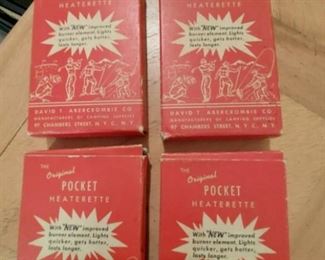 HEATERETTE
With "NEW" improved
burner element. Lights
quicker, gets hotter,
lasts longer.
DAVID T. ABERCROMBIE CO.
MANUFACTURERS OF CAMPING SUPPLIES
97 CHAMBERS STREET, N.Y.C., N.Y.
HEATERETTE
With "NEW" improved
burner element. Lights
quicker, gets hotter,
lasts longer.
DAVID T. ABERCROMBIE CO.
MANUFACTURERS OF CAMPING SUPPLIES
97 CHAMBERS STREET, N.Y.C., N.Y.
THE
Original
POCKET
HEATERETTE
With "NEW" improved
burner element. Lights
quicker, gets hotter,
lasts longer.
THE
Original
POCKET
HEATERETTE
With "NEW" improved
burner element. Lights
quicker, gets hotter,
lasts longer.